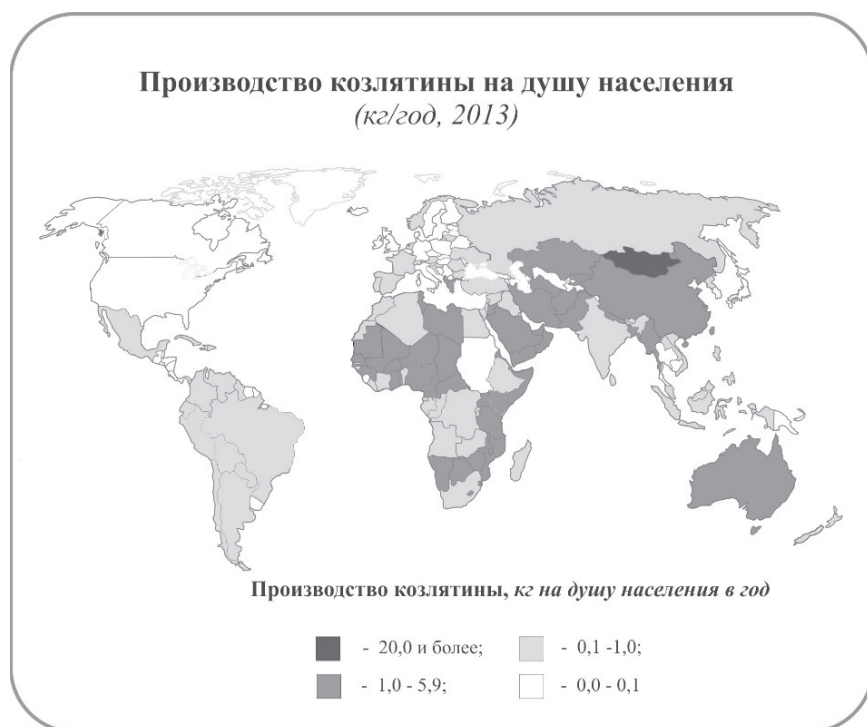 Производство козлятины на душу населения
(кг/год, 2013)
Производство козлятины, кг на душу населения в год
- 20,0 и более;
- 0,1 -1,0;
- 1,0 - 5,9;
- 0,0 - 0,1